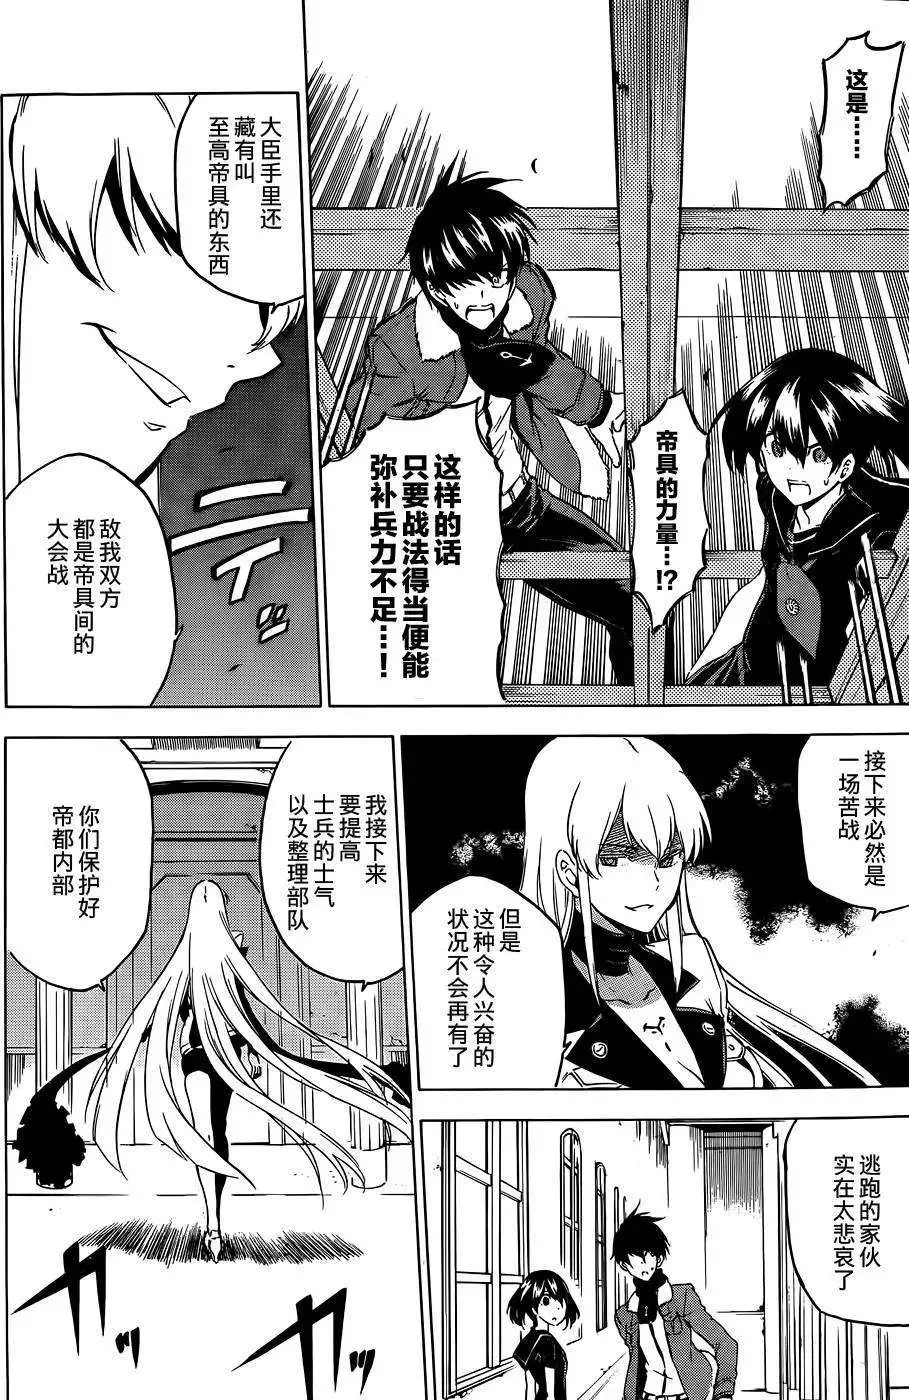 这是……
帝具的力量…!?
这样的话
只要战法得当便能
弥补兵力不足…!
大臣手里还
藏有叫
至高帝具的东西
敌我双方
都是帝具间的
大会战
ニ
イ
接下来必然是
一场苦战
但是
这种令人兴奋的
状况不会再有了
我接下来
要提高
士兵的士气
以及整理部队
你们保护好
帝都内部
カッ
カッ
逃跑的家伙
实在太悲哀了